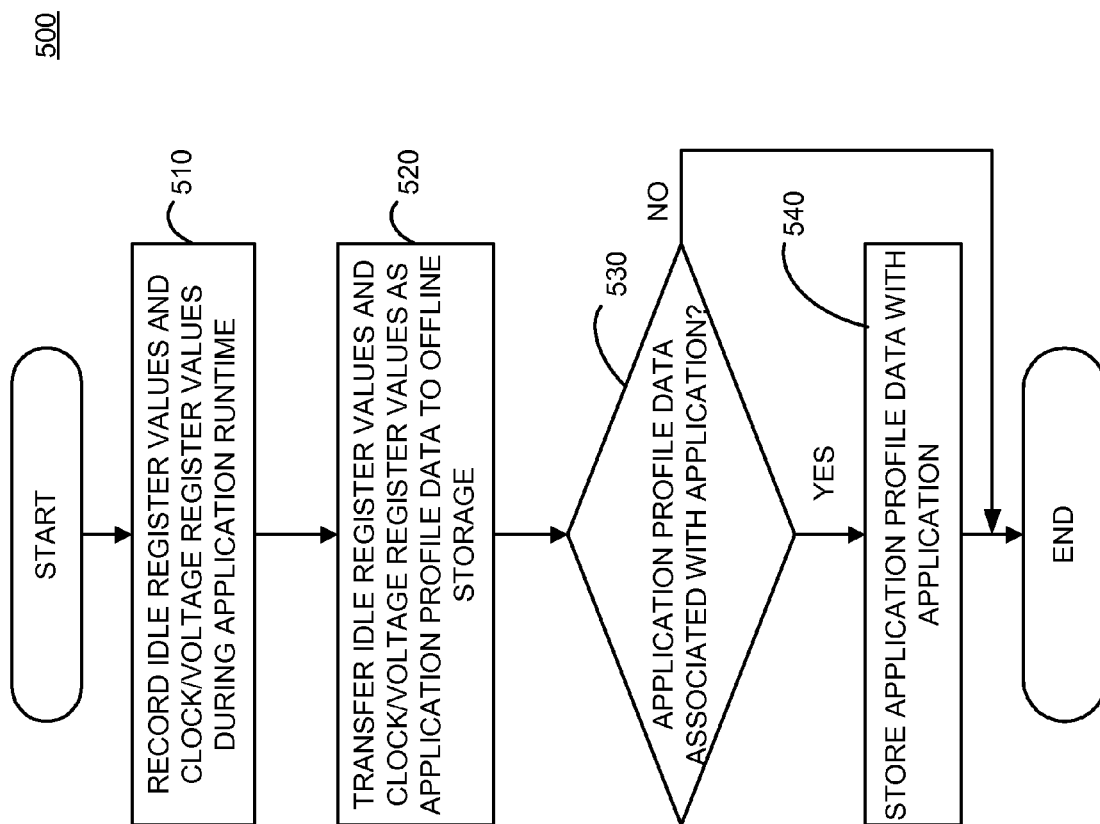 500
START
RECORD IDLE REGISTER VALUES AND
CLOCK/VOLTAGE REGISTER VALUES
DURING APPLICATION RUNTIME
510
TRANSFER IDLE REGISTER VALUES AND
CLOCK/VOLTAGE REGISTER VALUES AS
APPLICATION PROFILE DATA TO OFFLINE
STORAGE
520
APPLICATION PROFILE DATA
ASSOCIATED WITH APPLICATION?
530
NO
YES
STORE APPLICATION PROFILE DATA WITH
APPLICATION
540
END